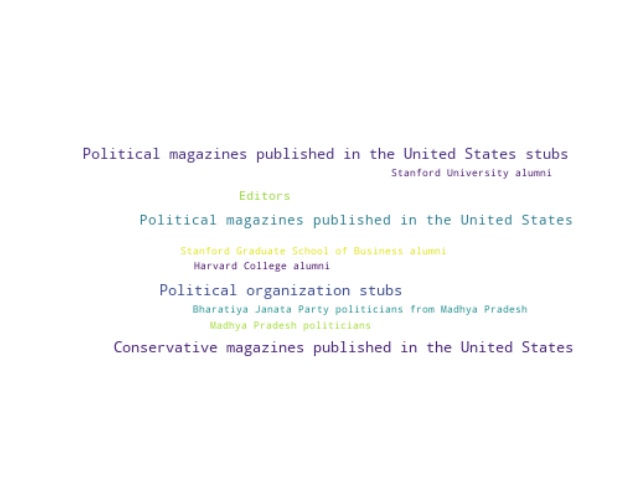 Political magazines published in the United States stubs
Stanford University alumni
Editors
Political magazines published in the United States
Stanford Graduate School of Business alumni
Harvard College alumni
Political organization stubs
Bharatiya Janata Party politicians from Madhya Pradesh
Madhya Pradesh politicians
Conservative magazines published in the United States